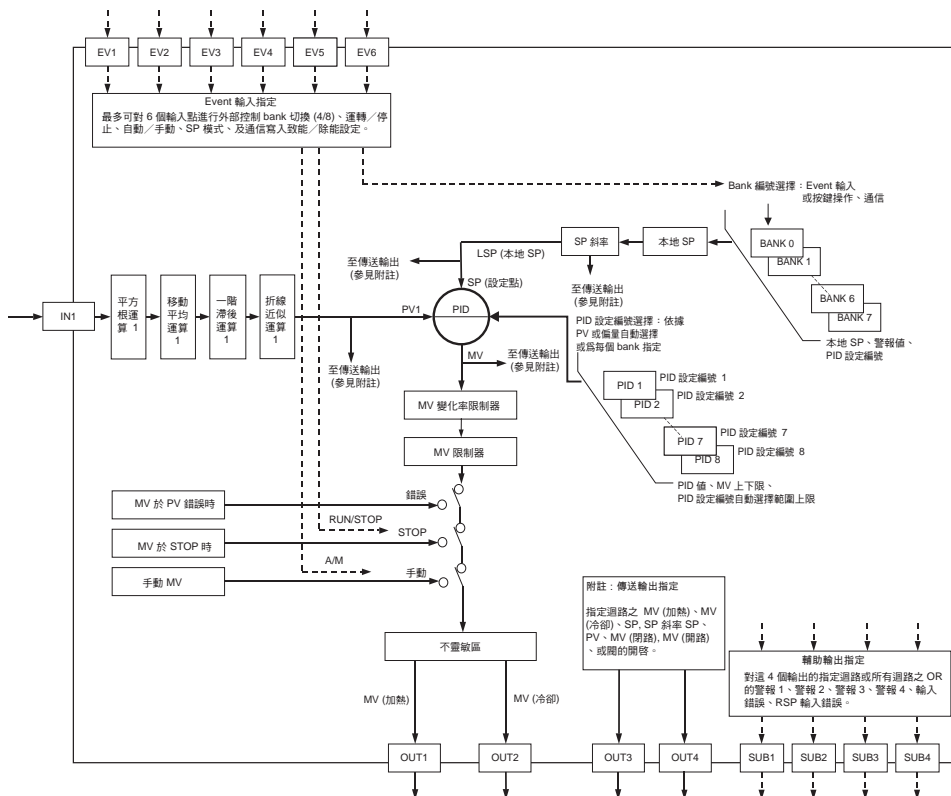 EV1
EV2
EV3
EV4
EV5
EV6
Event 輸入指定
最多可對 6 個輸入點進行外部控制 bank 切換 (4/8)、運轉／停
止、自動／手動、SP 模式、及通信寫入致能／除能設定。
Bank 編號選擇：Event 輸入
或按鍵操作、通信
BANK 0
BANK 1
BANK 6
BANK 7
本地 SP、警報値、
PID 設定編號
本地 SP
SP 斜率
LSP (本地 SP)
至傳送輸出
(參見附註)
至傳送輸出
(參見附註)
SP (設定點)
IN1
平方
根運
算 1
移動
平均
運算
1
一階
滯後
運算
1
折線
近似
運算
1
PV1
PID
至傳送輸出
(參見附註)
MV
至傳送輸出
(參見附註)
PID 設定編號選擇：依據
PV 或偏量自動選擇
或爲每個 bank 指定
PID 1
PID 設定編號 1
PID 2
PID 設定編號 2
PID 7
PID 設定編號 7
PID 8
PID 設定編號 8
PID 値、MV 上下限、
PID 設定編號自動選擇範圍上限
MV 變化率限制器
MV 限制器
MV 於 PV 錯誤時
錯誤
RUN/STOP
MV 於 STOP 時
STOP
A/M
手動 MV
手動
不靈敏區
MV (加熱)
MV (冷卻)
附註：傳送輸出指定
指定迴路之 MV (加熱)、MV
(冷卻)、SP, SP 斜率 SP、
PV、MV (閉路), MV (開路)
、或閥的開啓。
輔助輸出指定
對這 4 個輸出的指定迴路或所有迴路之 OR
的警報 1、警報 2、警報 3、警報 4、輸入
錯誤、RSP 輸入錯誤。
OUT1
OUT2
OUT3
OUT4
SUB1
SUB2
SUB3
SUB4